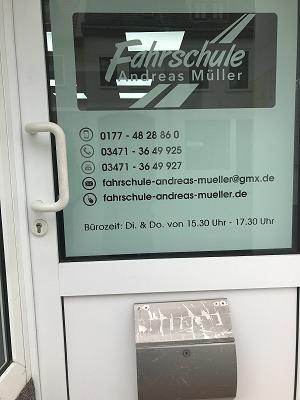 Fahrschule
Andreas Müller
0177 - 48 28 86 0
03471 - 36 49 925
03471 - 36 49 927
fahrschule-andreas-mueller@gmx.de
fahrschule-andreas-mueller.de
Bürozeit: Di. & Do. von 15.30 Uhr - 17.30 Uhr